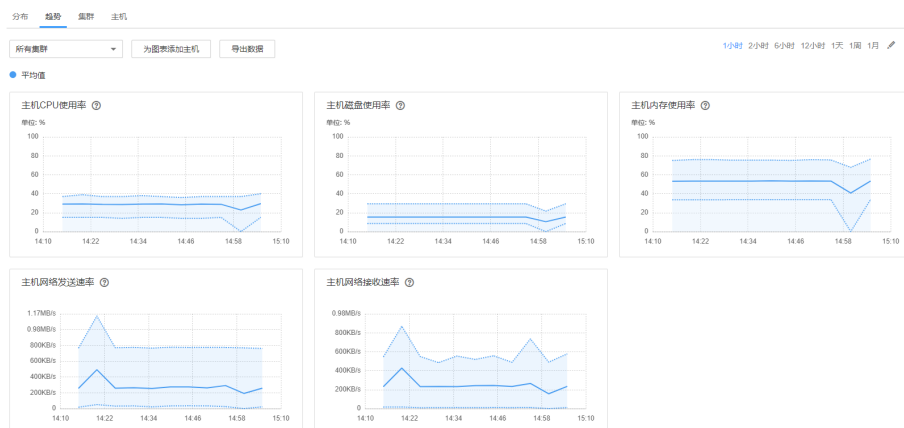 分布 趋势 集群 主机
所有集群 为图表添加主机 导出数据 1小时 2小时 6小时 12小时 1天 1周 1月
平均值
主机CPU使用率
单位: %
100
80
60
40
20
0
14:10 14:22 14:34 14:46 14:58 15:10
主机磁盘使用率
单位: %
100
80
60
40
20
0
14:10 14:22 14:34 14:46 14:58 15:10
主机内存使用率
单位: %
100
80
60
40
20
0
14:10 14:22 14:34 14:46 14:58 15:10
主机网络发送速率
1.17MB/s
0.98MB/s
800KB/s
600KB/s
400KB/s
200KB/s
0
14:10 14:22 14:34 14:46 14:58 15:10
主机网络接收速率
0.98MB/s
800KB/s
600KB/s
400KB/s
200KB/s
0
14:10 14:22 14:34 14:46 14:58 15:10